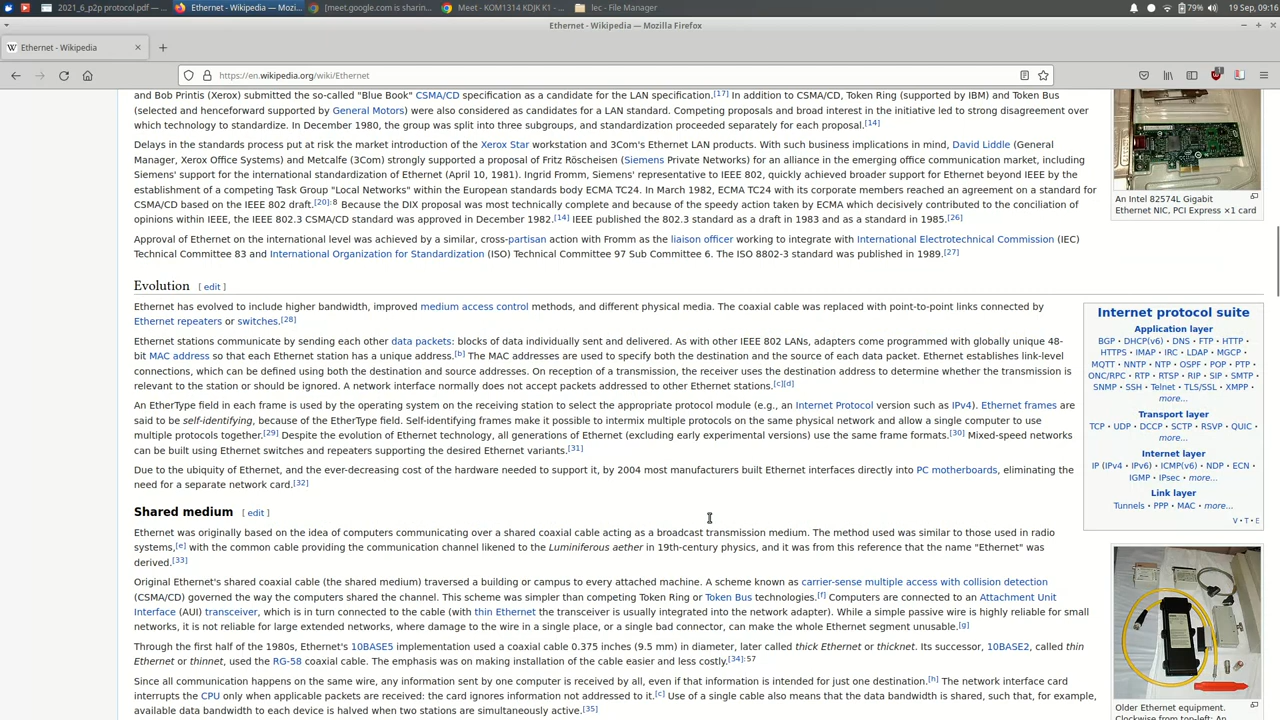 2021_6_p2p protocol.pdf —...
Ethernet - Wikipedia — Mozi...
[meet.google.com is sharin...
Meet - KOM1314 KDJK K1 - ...
lec - File Manager
79%
19 Sep, 09:16
Ethernet - Wikipedia — Mozilla Firefox
Ethernet - Wikipedia
https://en.wikipedia.org/wiki/Ethernet
and Bob Printis (Xerox) submitted the so-called "Blue Book" CSMA/CD specification as a candidate for the LAN specification.[17] In addition to CSMA/CD, Token Ring (supported by IBM) and Token Bus
(selected and henceforward supported by General Motors) were also considered as candidates for a LAN standard. Competing proposals and broad interest in the initiative led to strong disagreement over
which technology to standardize. In December 1980, the group was split into three subgroups, and standardization proceeded separately for each proposal.[14]
Delays in the standards process put at risk the market introduction of the Xerox Star workstation and 3Com's Ethernet LAN products. With such business implications in mind, David Liddle (General
Manager, Xerox Office Systems) and Metcalfe (3Com) strongly supported a proposal of Fritz Röscheisen (Siemens Private Networks) for an alliance in the emerging office communication market, including
Siemens' support for the international standardization of Ethernet (April 10, 1981). Ingrid Fromm, Siemens' representative to IEEE 802, quickly achieved broader support for Ethernet beyond IEEE by the
establishment of a competing Task Group "Local Networks" within the European standards body ECMA TC24. In March 1982, ECMA TC24 with its corporate members reached an agreement on a standard for
CSMA/CD based on the IEEE 802 draft.[20]:8 Because the DIX proposal was most technically complete and because of the speedy action taken by ECMA which decisively contributed to the conciliation of
opinions within IEEE, the IEEE 802.3 CSMA/CD standard was approved in December 1982.[14] IEEE published the 802.3 standard as a draft in 1983 and as a standard in 1985.[26]
Approval of Ethernet on the international level was achieved by a similar, cross-partisan action with Fromm as the liaison officer working to integrate with International Electrotechnical Commission (IEC)
Technical Committee 83 and International Organization for Standardization (ISO) Technical Committee 97 Sub Committee 6. The ISO 8802-3 standard was published in 1989.[27]
Evolution [ edit ]
Ethernet has evolved to include higher bandwidth, improved medium access control methods, and different physical media. The coaxial cable was replaced with point-to-point links connected by
Ethernet repeaters or switches.[28]
Ethernet stations communicate by sending each other data packets: blocks of data individually sent and delivered. As with other IEEE 802 LANs, adapters come programmed with globally unique 48-
bit MAC address so that each Ethernet station has a unique address.[b] The MAC addresses are used to specify both the destination and the source of each data packet. Ethernet establishes link-level
connections, which can be defined using both the destination and source addresses. On reception of a transmission, the receiver uses the destination address to determine whether the transmission is
relevant to the station or should be ignored. A network interface normally does not accept packets addressed to other Ethernet stations.[c][d]
An EtherType field in each frame is used by the operating system on the receiving station to select the appropriate protocol module (e.g., an Internet Protocol version such as IPv4). Ethernet frames are
said to be self-identifying, because of the EtherType field. Self-identifying frames make it possible to intermix multiple protocols on the same physical network and allow a single computer to use
multiple protocols together.[29] Despite the evolution of Ethernet technology, all generations of Ethernet (excluding early experimental versions) use the same frame formats.[30] Mixed-speed networks
can be built using Ethernet switches and repeaters supporting the desired Ethernet variants.[31]
Due to the ubiquity of Ethernet, and the ever-decreasing cost of the hardware needed to support it, by 2004 most manufacturers built Ethernet interfaces directly into PC motherboards, eliminating the
need for a separate network card.[32]
Shared medium [ edit ]
Ethernet was originally based on the idea of computers communicating over a shared coaxial cable acting as a broadcast transmission medium. The method used was similar to those used in radio
systems,[e] with the common cable providing the communication channel likened to the Luminiferous aether in 19th-century physics, and it was from this reference that the name "Ethernet" was
derived.[33]
Original Ethernet's shared coaxial cable (the shared medium) traversed a building or campus to every attached machine. A scheme known as carrier-sense multiple access with collision detection
(CSMA/CD) governed the way the computers shared the channel. This scheme was simpler than competing Token Ring or Token Bus technologies.[f] Computers are connected to an Attachment Unit
Interface (AUI) transceiver, which is in turn connected to the cable (with thin Ethernet the transceiver is usually integrated into the network adapter). While a simple passive wire is highly reliable for small
networks, it is not reliable for large extended networks, where damage to the wire in a single place, or a single bad connector, can make the whole Ethernet segment unusable.[g]
Through the first half of the 1980s, Ethernet's 10BASE5 implementation used a coaxial cable 0.375 inches (9.5 mm) in diameter, later called thick Ethernet or thicknet. Its successor, 10BASE2, called thin
Ethernet or thinnet, used the RG-58 coaxial cable. The emphasis was on making installation of the cable easier and less costly.[34]:57
Since all communication happens on the same wire, any information sent by one computer is received by all, even if that information is intended for just one destination.[h] The network interface card
interrupts the CPU only when applicable packets are received: the card ignores information not addressed to it.[c] Use of a single cable also means that the data bandwidth is shared, such that, for example,
available data bandwidth to each device is halved when two stations are simultaneously active.[35]
An Intel 82574L Gigabit
Ethernet NIC, PCI Express ×1 card
Internet protocol suite
Application layer
BGP · DHCP(v6) · DNS · FTP · HTTP ·
HTTPS · IMAP · IRC · LDAP · MGCP ·
MQTT · NNTP · NTP · OSPF · POP · PTP ·
ONC/RPC · RTP · RTSP · RIP · SIP · SMTP ·
SNMP · SSH · Telnet · TLS/SSL · XMPP ·
more...
Transport layer
TCP · UDP · DCCP · SCTP · RSVP · QUIC ·
more...
Internet layer
IP (IPv4 · IPv6) · ICMP(v6) · NDP · ECN ·
IGMP · IPsec · more...
Link layer
Tunnels · PPP · MAC · more...
V · T · E
Older Ethernet equipment.
Clockwise from top-left: An